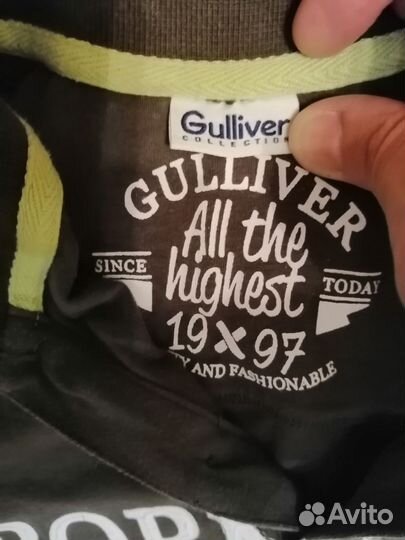 Gulliver
COLLECTION
GULLIVER
All the
SINCE highest TODAY
19 X 97
AND FASHIONABLE
Avito